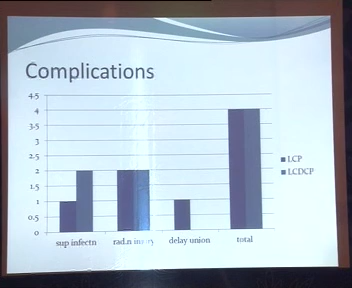 Complications
4.5
4
3.5
3
2.5
2
1.5
1
0.5
0
sup infectn rad.n injury delay union total
LCP
LCDCP